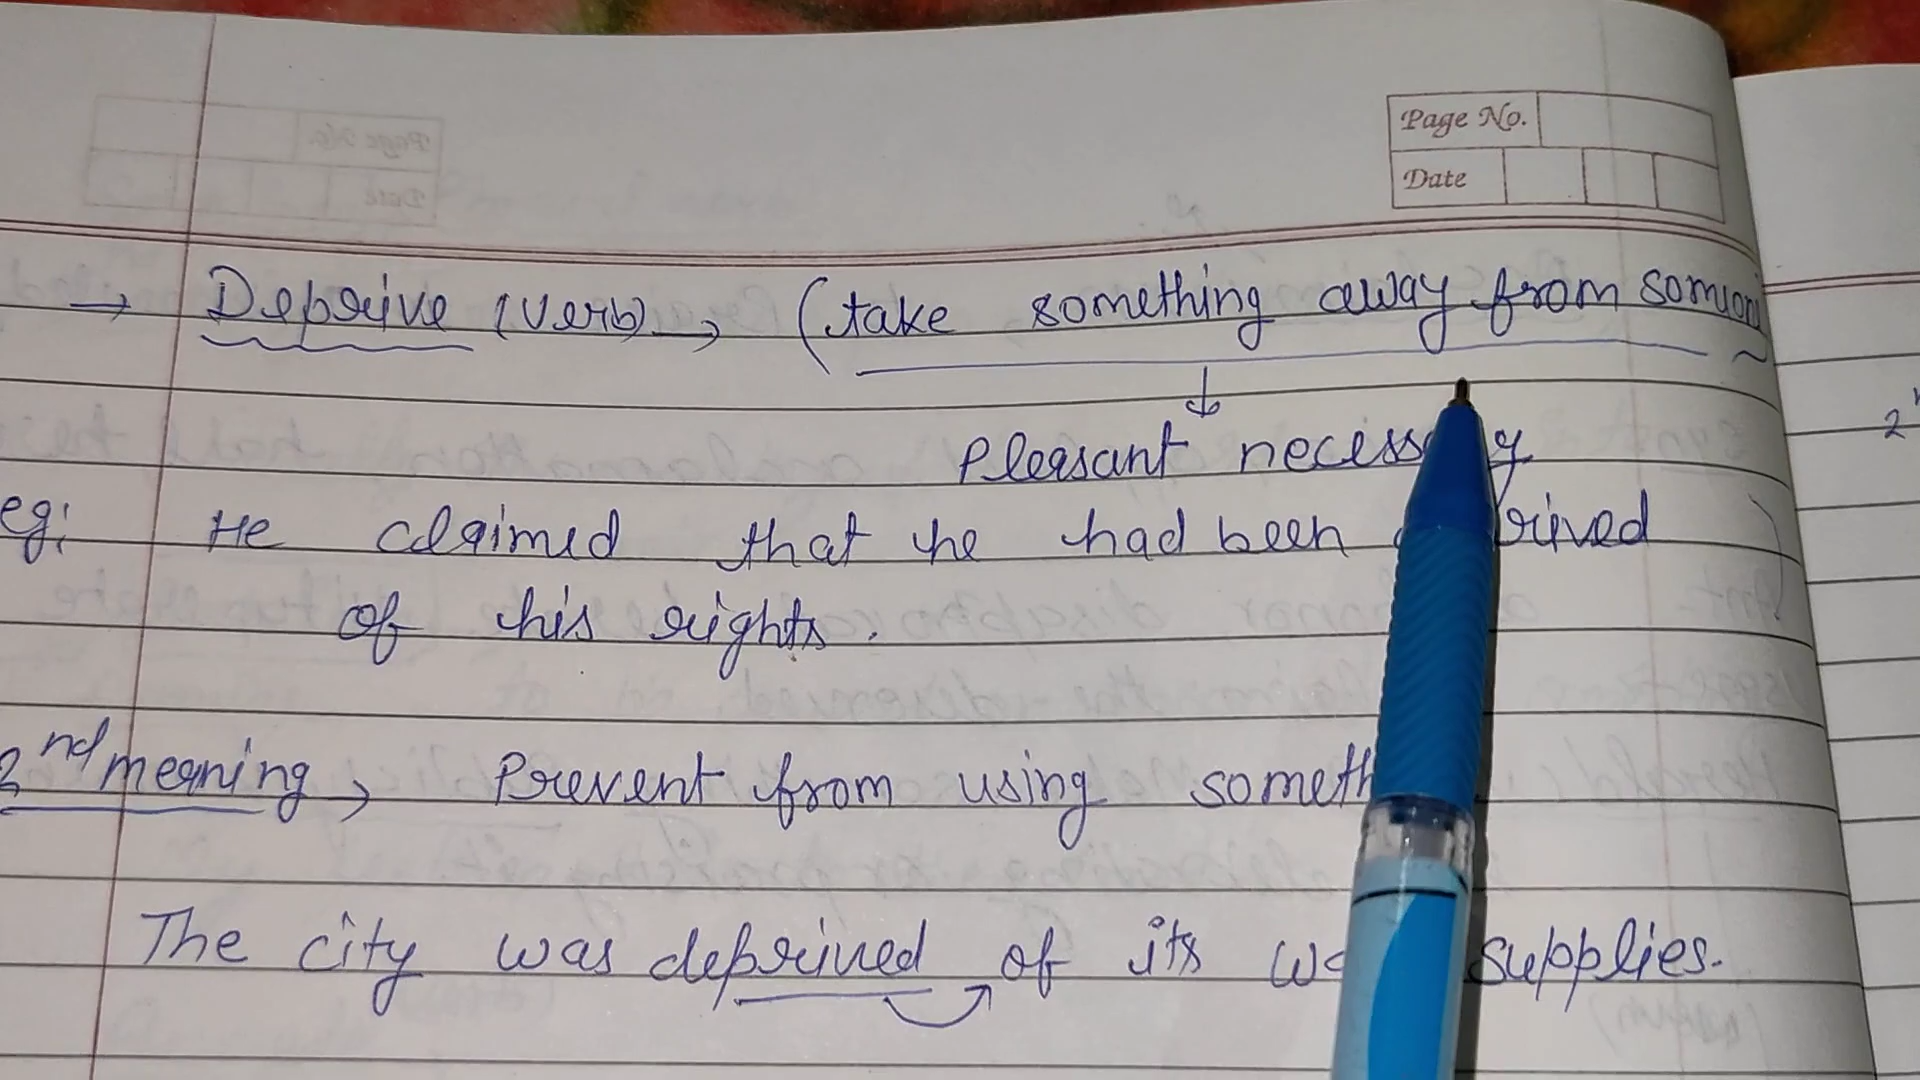 Page No.
Date
→ Deprive (verb) → (take something away from
↓
Pleasant
eg: He claimed that he had been
of his rights.
2nd meaning → Prevent from using
The city was deprived of its supplies.